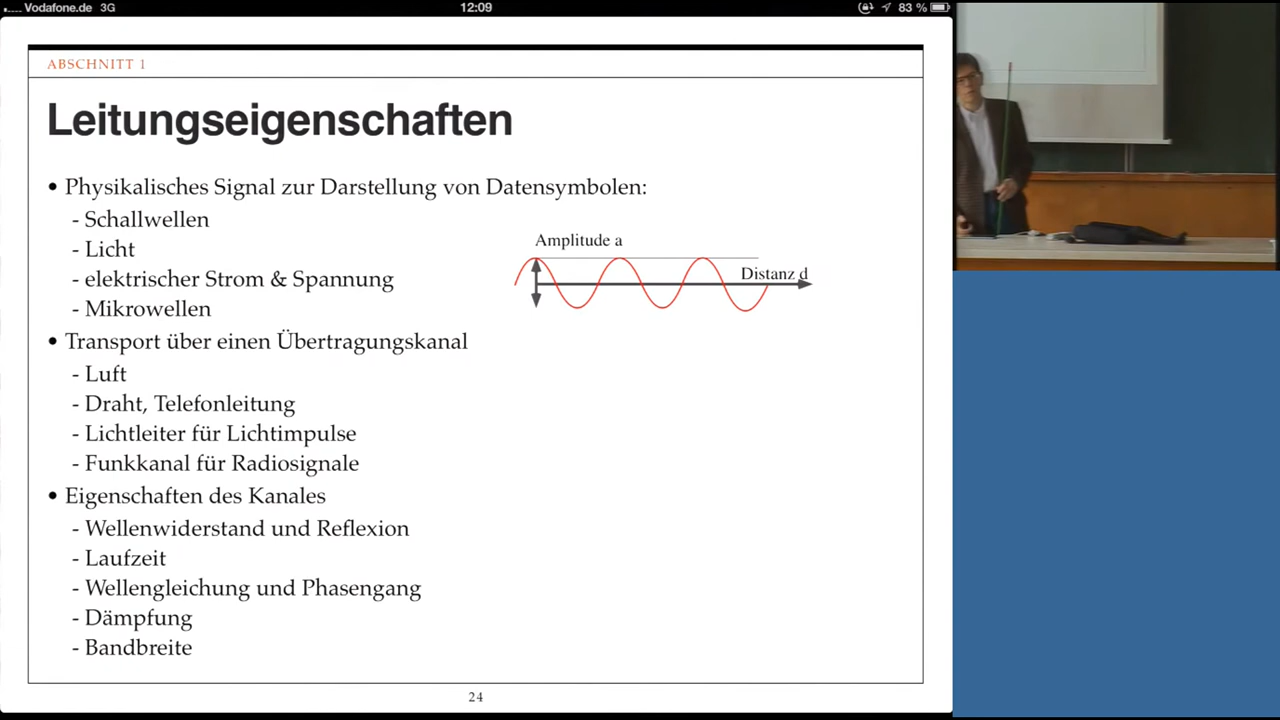 Vodafone.de 3G 12:09 83 %
ABSCHNITT 1
Leitungseigenschaften
• Physikalisches Signal zur Darstellung von Datensymbolen:
- Schallwellen
- Licht
- elektrischer Strom & Spannung
- Mikrowellen
Amplitude a
Distanz d
• Transport über einen Übertragungskanal
- Luft
- Draht, Telefonleitung
- Lichtleiter für Lichtimpulse
- Funkkanal für Radiosignale
• Eigenschaften des Kanales
- Wellenwiderstand und Reflexion
- Laufzeit
- Wellengleichung und Phasengang
- Dämpfung
- Bandbreite
24